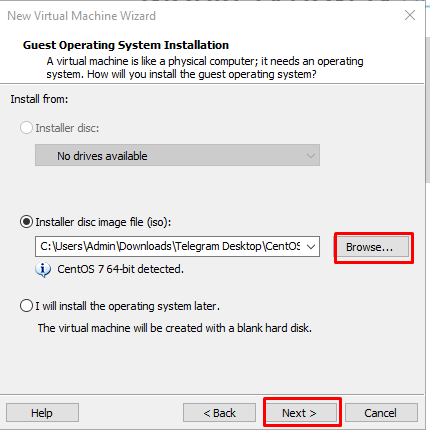 New Virtual Machine Wizard
Guest Operating System Installation
A virtual machine is like a physical computer; it needs an operating
system. How will you install the guest operating system?
Install from:
Installer disc:
No drives available
Installer disc image file (iso):
C:\Users\Admin\Downloads\Telegram Desktop\CentOS
Browse...
CentOS 7 64-bit detected.
I will install the operating system later.
The virtual machine will be created with a blank hard disk.
Help
< Back
Next >
Cancel